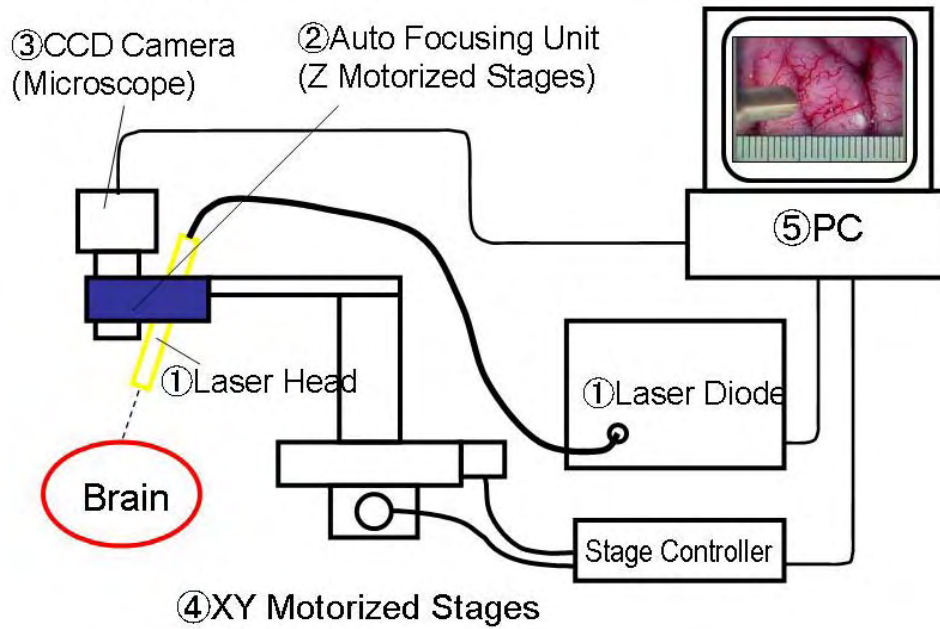 ③CCD Camera
(Microscope)
②Auto Focusing Unit
(Z Motorized Stages)
⑤PC
①Laser Head
①Laser Diode
Brain
Stage Controller
④XY Motorized Stages